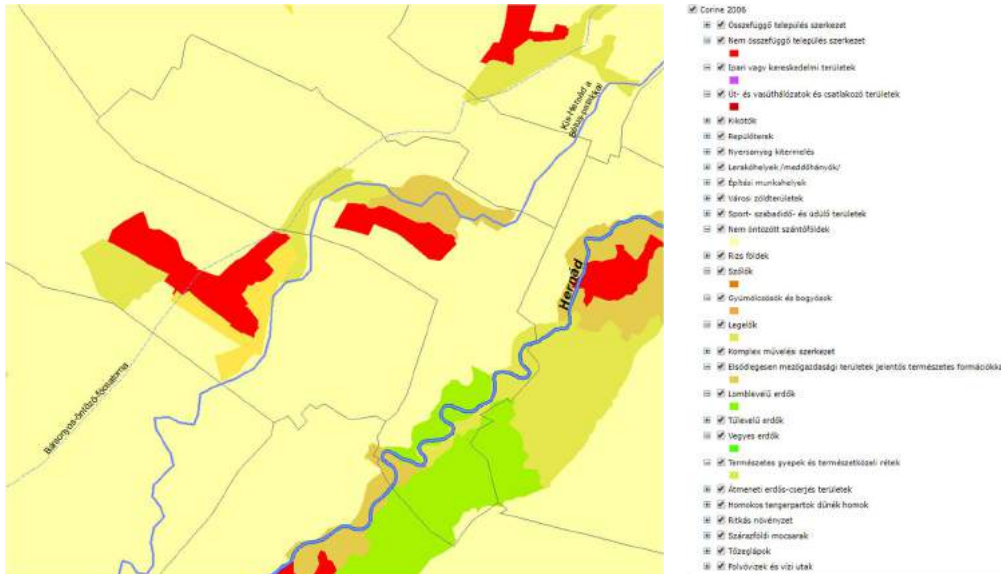 Kis-Hernád a
Bélus-patakkal
Hernád
Bársonyos-öntöző-főcsatorna
Corine 2006
Összefüggő település szerkezet
Nem összefüggő település szerkezet
Ipari vagy kereskedelmi területek
Út- és vasúthálózatok és csatlakozó területek
Kikötők
Repülőterek
Nyersanyag kitermelés
Lerakóhelyek /meddőhányók/
Építési munkahelyek
Városi zöldterületek
Sport- szabadidő- és üdülő területek
Nem öntözött szántóföldek
Rizs földek
Szőlők
Gyümölcsösök és bogyósok
Legelők
Komplex művelési szerkezet
Elsődlegesen mezőgazdasági területek jelentős természetes formációkka
Lomblevelű erdők
Tűlevelű erdők
Vegyes erdők
Természetes gyepek és természetközeli rétek
Átmeneti erdős-cserjés területek
Homokos tengerpartok dűnék homok
Ritkás növényzet
Szárazföldi mocsarak
Tőzeglápok
Folyóvizek és vízi utak